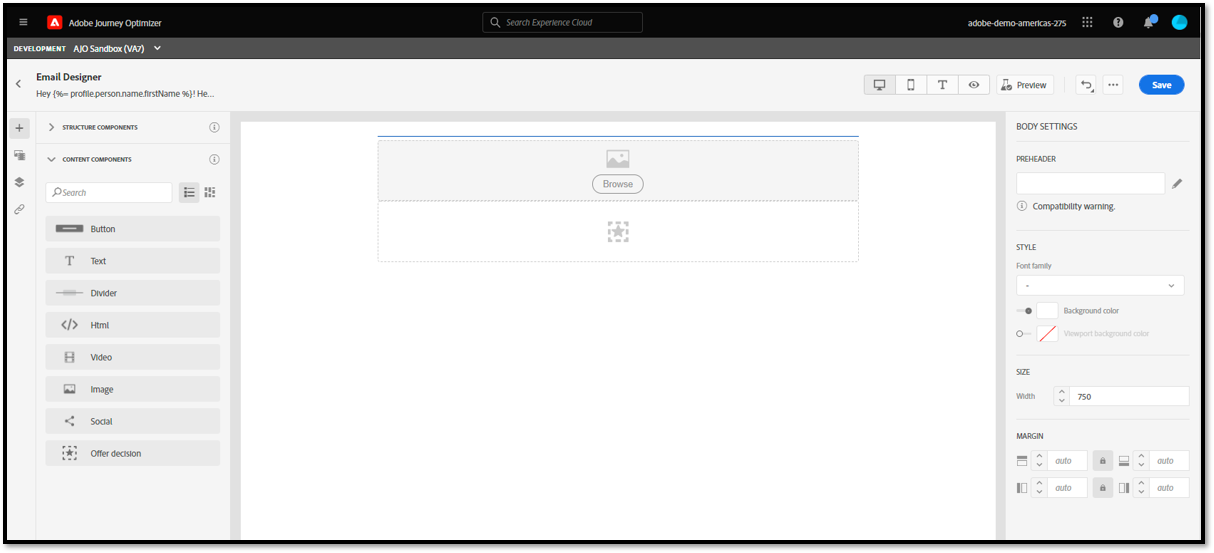 Adobe Journey Optimizer
Search Experience Cloud
adobe-demo-americas-275
DEVELOPMENT AJO Sandbox (VA7)
Email Designer
Hey {%= profile.person.name.firstName %}! He...
Preview
Save
STRUCTURE COMPONENTS
CONTENT COMPONENTS
Search
Button
Text
Divider
Html
Video
Image
Social
Offer decision
Browse
BODY SETTINGS
PREHEADER
Compatibility warning.
STYLE
Font family
-
Background color
Viewport background color
SIZE
Width
750
MARGIN
auto
auto
auto
auto